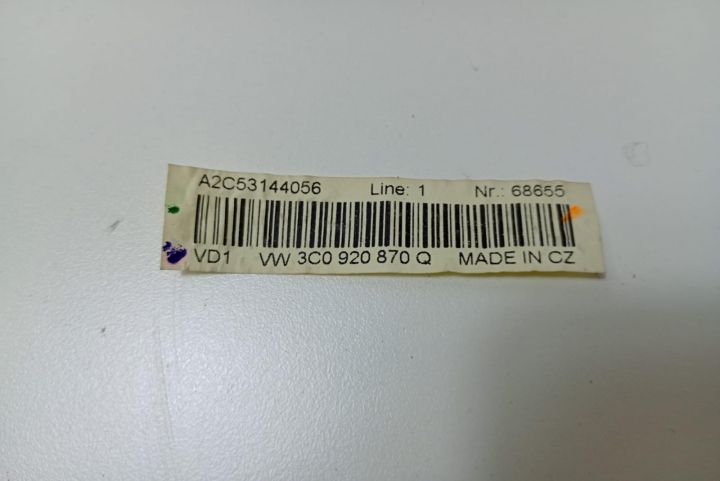 A2C53144056 Line: 1 Nr.: 68655
VD1 VW 3C0 920 870 Q MADE IN CZ